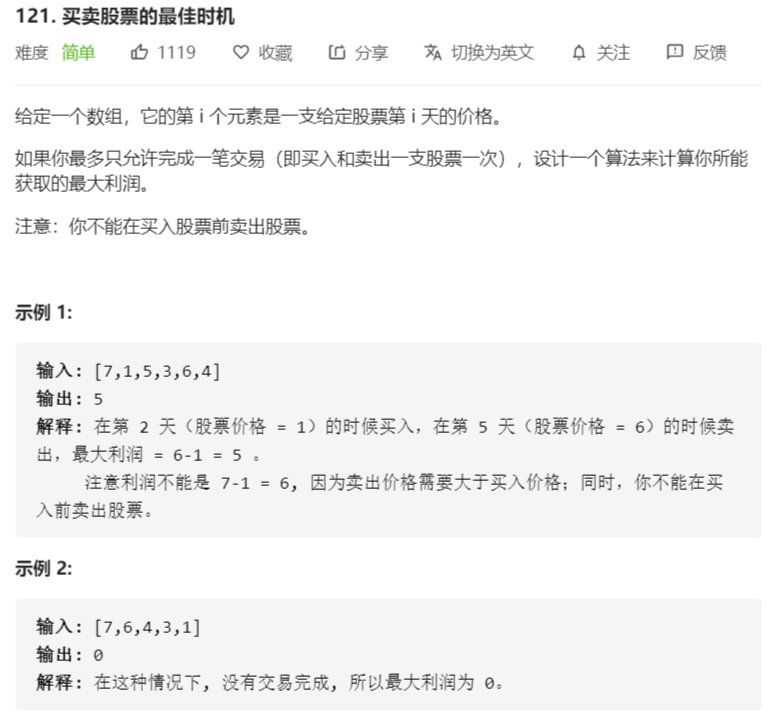 121. 买卖股票的最佳时机
难度 简单 1119 收藏 分享 切换为英文 关注 反馈
给定一个数组，它的第 i 个元素是一支给定股票第 i 天的价格。
如果你最多只允许完成一笔交易（即买入和卖出一支股票一次），设计一个算法来计算你所能
获取的最大利润。
注意：你不能在买入股票前卖出股票。
示例 1:
输入: [7,1,5,3,6,4]
输出: 5
解释: 在第 2 天（股票价格 = 1）的时候买入，在第 5 天（股票价格 = 6）的时候卖
出，最大利润 = 6-1 = 5 。
注意利润不能是 7-1 = 6, 因为卖出价格需要大于买入价格；同时，你不能在买
入前卖出股票。
示例 2:
输入: [7,6,4,3,1]
输出: 0
解释: 在这种情况下, 没有交易完成, 所以最大利润为 0。